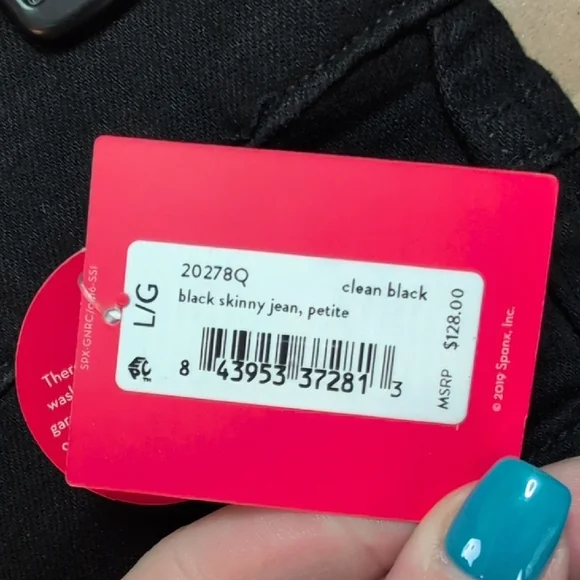 20278Q
clean black
black skinny jean, petite
L/G
8 43953 37281 3
MSRP $128.00
© 2019 Spanx, Inc.